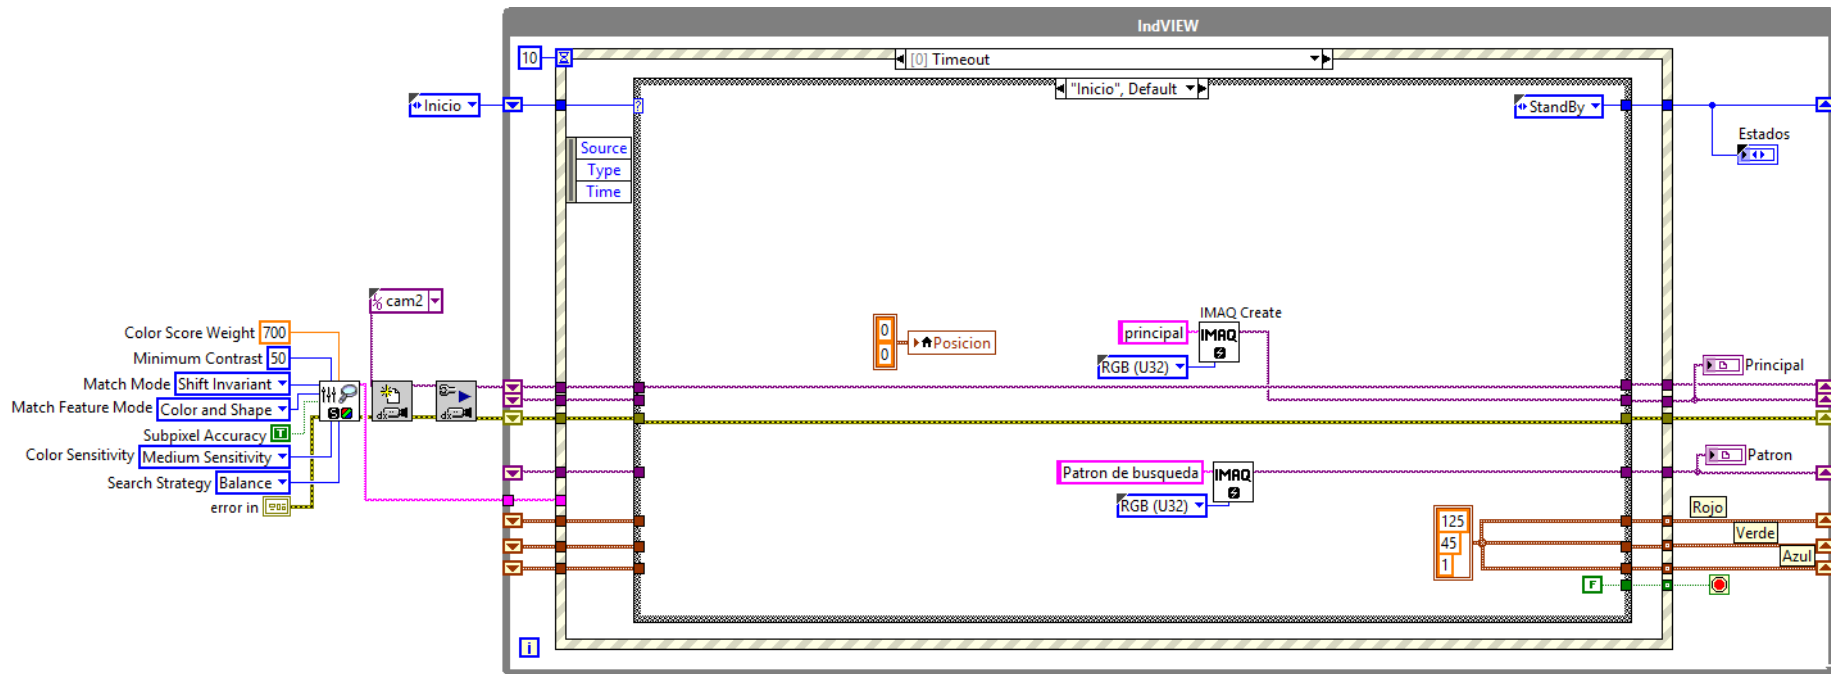 IndVIEW
10
[0] Timeout
"Inicio", Default
Inicio
StandBy
Estados
Source
Type
Time
cam2
IMAQ Create
Color Score Weight 700
0
principal
IMAQ
0
Posicion
Minimum Contrast 50
RGB (U32)
Principal
Match Mode Shift Invariant
Match Feature Mode Color and Shape
Subpixel Accuracy T
Color Sensitivity Medium Sensitivity
Patron de busqueda
IMAQ
Patron
Search Strategy Balance
error in
RGB (U32)
Rojo
125
45
1
Verde
Azul
F
i